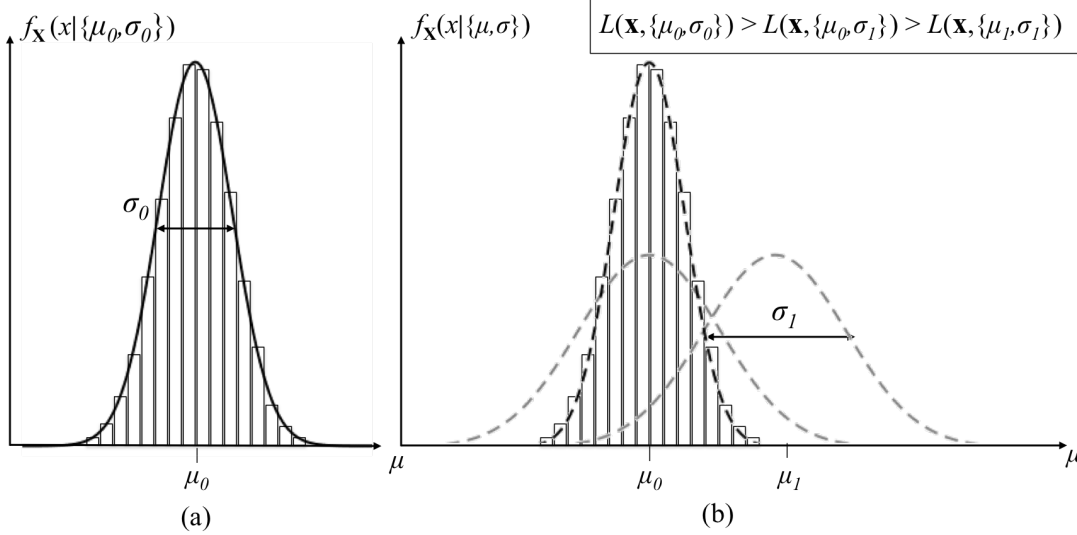 f_X(x|{μ_0,σ_0})
σ_0
μ
μ_0
(a)
f_X(x|{μ,σ})
L(x,{μ_0,σ_0}) > L(x,{μ_0,σ_1}) > L(x,{μ_1,σ_1})
σ_1
μ
μ_0
μ_1
(b)